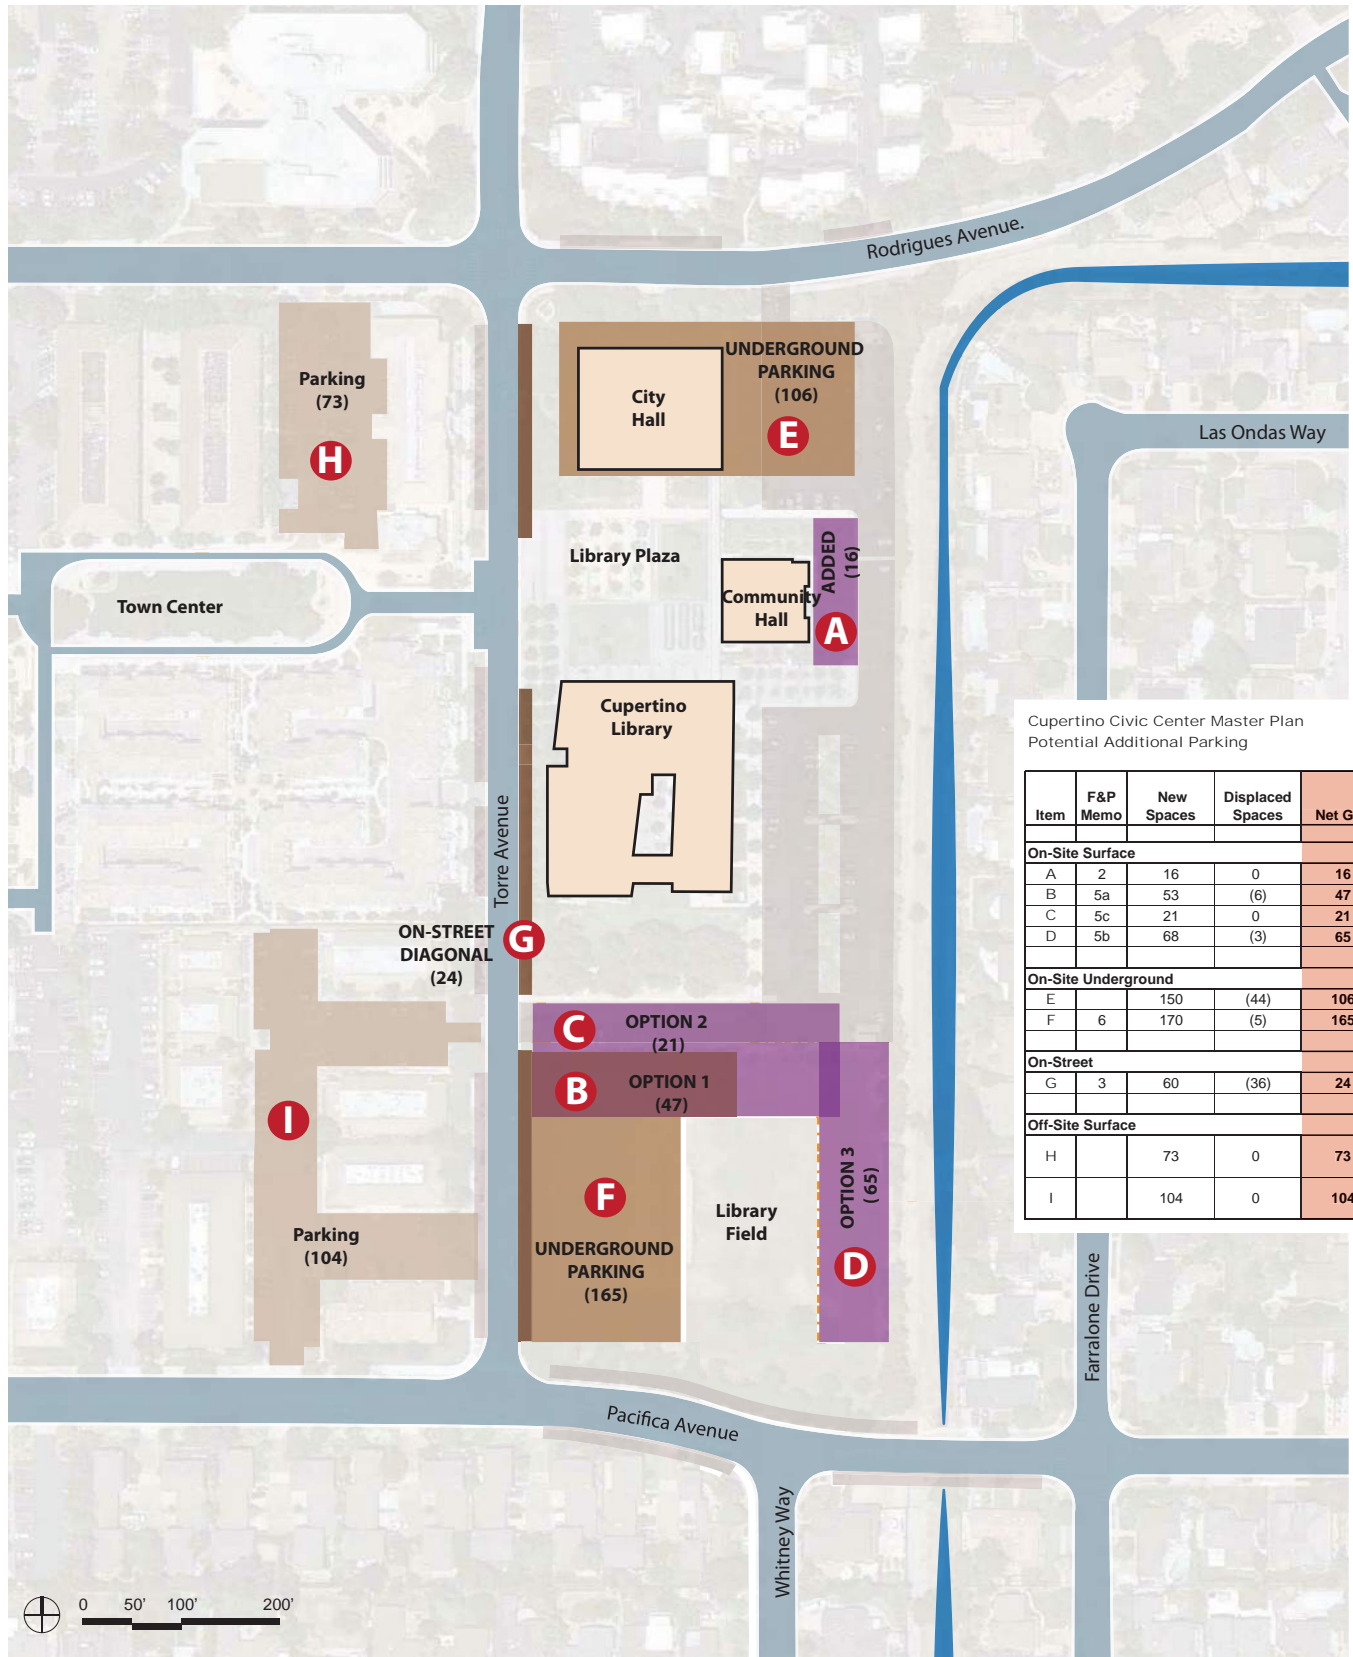 Rodrigues Avenue.
UNDERGROUND
PARKING
(106)
E
City
Hall
Parking
(73)
H
Las Ondas Way
Library Plaza
ADDED
(16)
Community
Hall
A
Town Center
Cupertino
Library
Torre Avenue
ON-STREET
DIAGONAL
(24)
G
C
OPTION 2
(21)
B
OPTION 1
(47)
I
F
UNDERGROUND
PARKING
(165)
Library
Field
OPTION 3
(65)
D
Parking
(104)
Farralone Drive
Pacifica Avenue
Whitney Way
0 50' 100' 200'
Cupertino Civic Center Master Plan
Potential Additional Parking
Item F&P Memo New Spaces Displaced Spaces Net G
On-Site Surface
A 2 16 0 16
B 5a 53 (6) 47
C 5c 21 0 21
D 5b 68 (3) 65
On-Site Underground
E 150 (44) 106
F 6 170 (5) 165
On-Street
G 3 60 (36) 24
Off-Site Surface
H 73 0 73
I 104 0 104